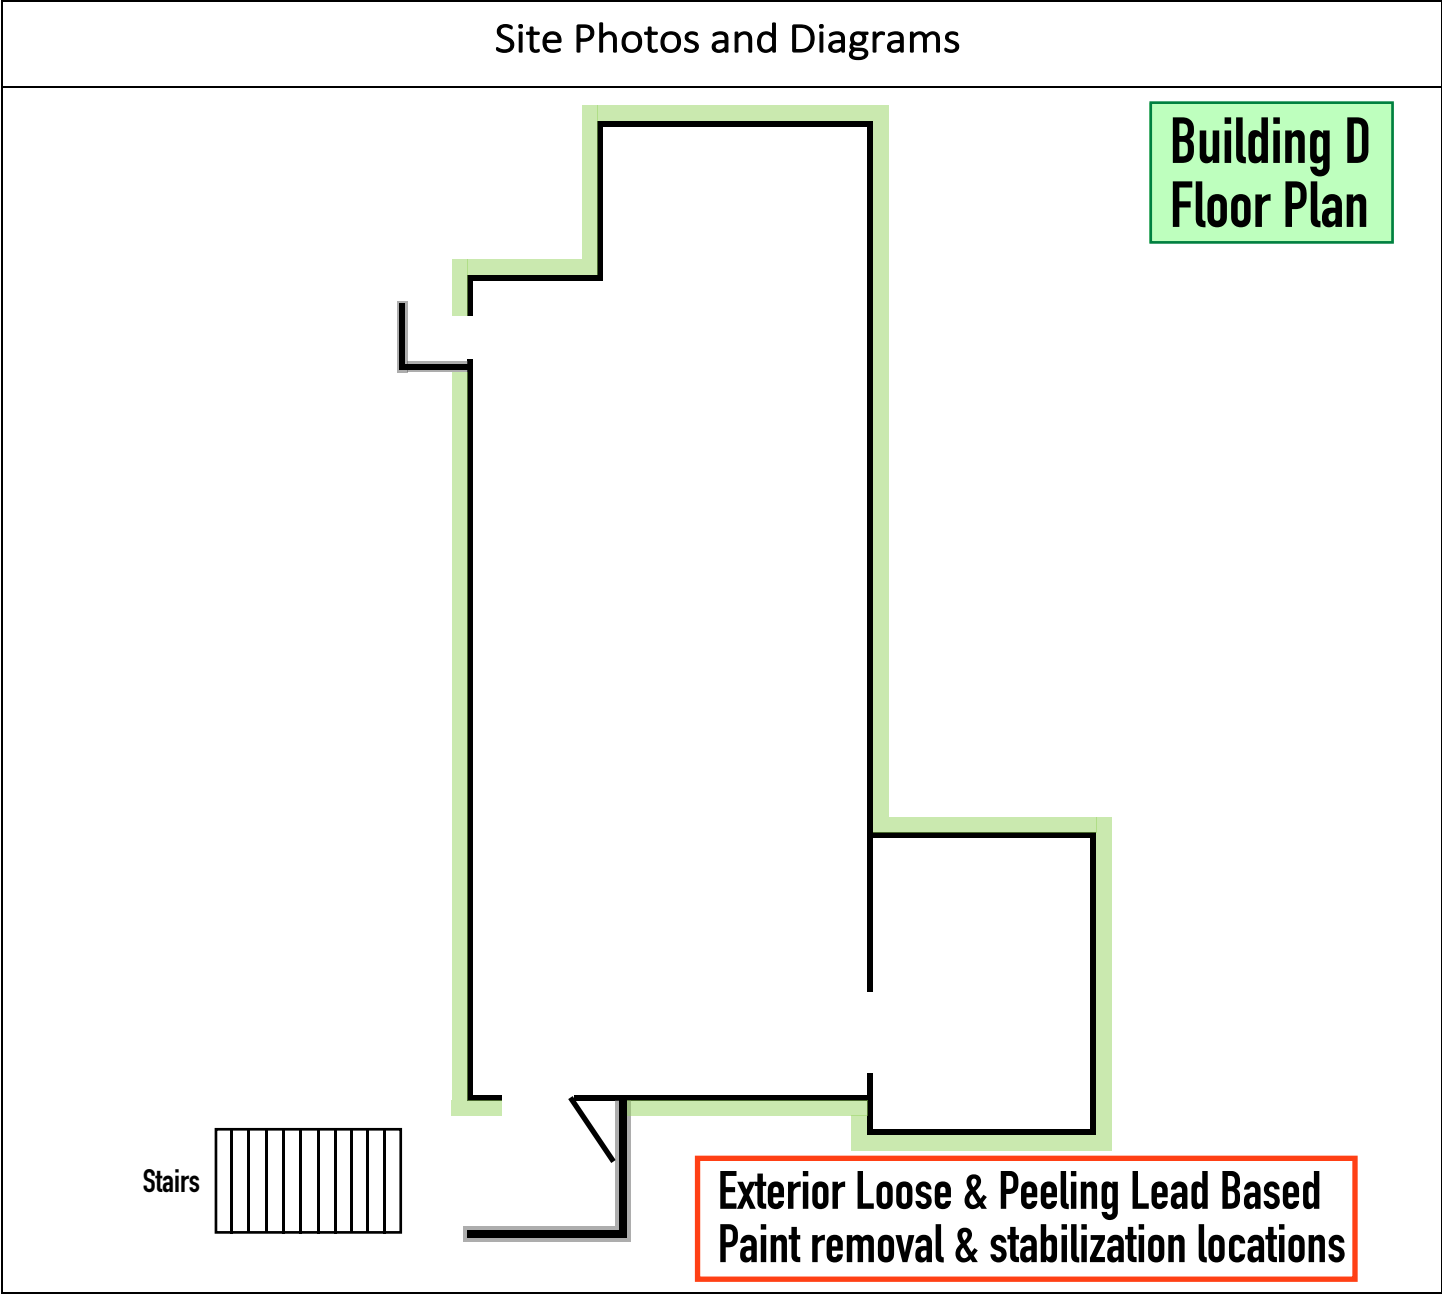 Site Photos and Diagrams
Building D
Floor Plan
Stairs
Exterior Loose & Peeling Lead Based
Paint removal & stabilization locations